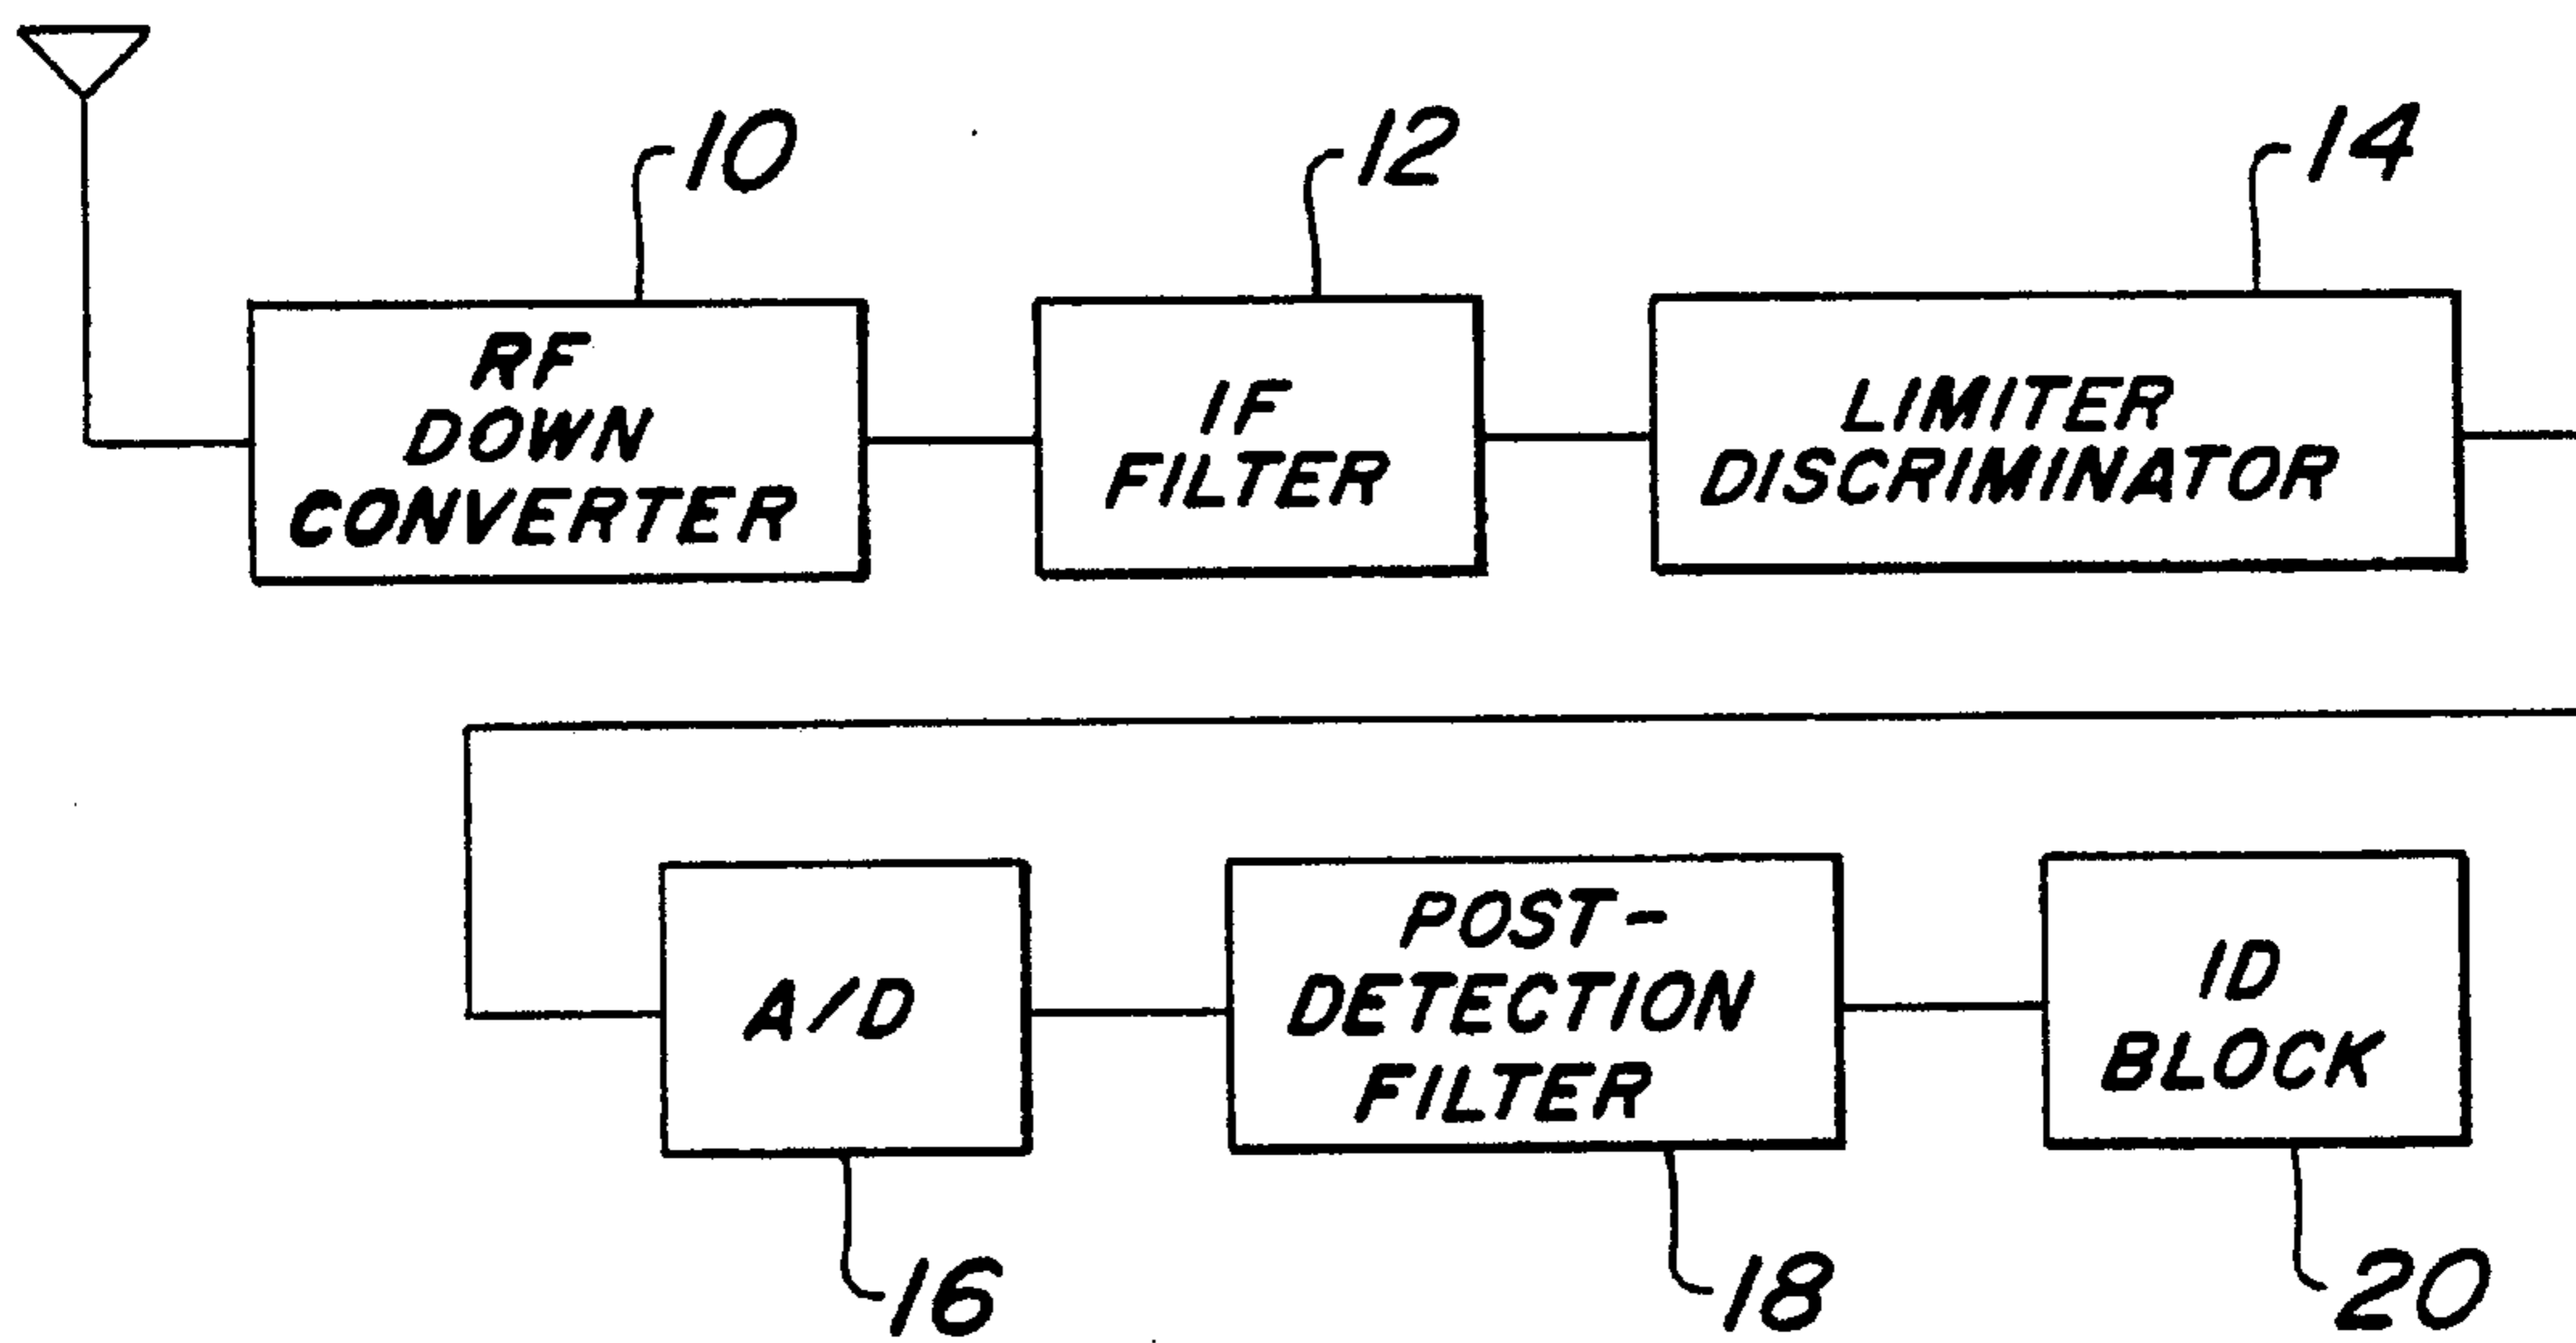 10
12
14
RF
DOWN
CONVERTER
IF
FILTER
LIMITER
DISCRIMINATOR
A/D
POST-
DETECTION
FILTER
ID
BLOCK
16
18
20